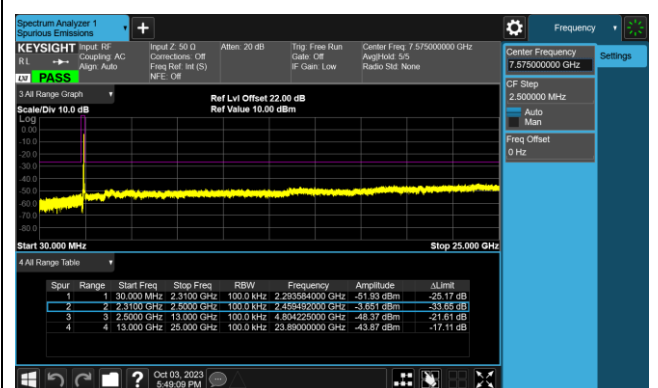 Spectrum Analyzer 1
Spurious Emissions
Frequency
KEYSIGHT Input: RF Input Z: 50 Ω Atten: 20 dB Trig: Free Run Center Freq: 7.575000000 GHz
RL Coupling: AC Corrections: Off Gate: Off Avg|Hold: 5/5
Align: Auto Freq Ref: Int (S) IF Gain: Low Radio Std: None
NFE: Off
LXI PASS
3 All Range Graph
Ref Lvl Offset 22.00 dB
Scale/Div 10.0 dB Ref Value 10.00 dBm
Log
0.00
-10.0
-20.0
-30.0
-40.0
-50.0
-60.0
-70.0
-80.0
Start 30.000 MHz Stop 25.000 GHz
4 All Range Table
Spur Range Start Freq Stop Freq RBW Frequency Amplitude ΔLimit
1 1 30.000 MHz 2.3100 GHz 100.0 kHz 2.293584000 GHz -51.93 dBm -25.17 dB
2 2 2.3100 GHz 2.5000 GHz 100.0 kHz 2.459492000 GHz -3.651 dBm -33.65 dB
3 3 2.5000 GHz 13.000 GHz 100.0 kHz 4.804225000 GHz -48.37 dBm -21.61 dB
4 4 13.000 GHz 25.000 GHz 100.0 kHz 23.89000000 GHz -43.87 dBm -17.11 dB
Oct 03, 2023
5:49:09 PM
Center Frequency
7.575000000 GHz
Settings
CF Step
2.500000 MHz
Auto
Man
Freq Offset
0 Hz